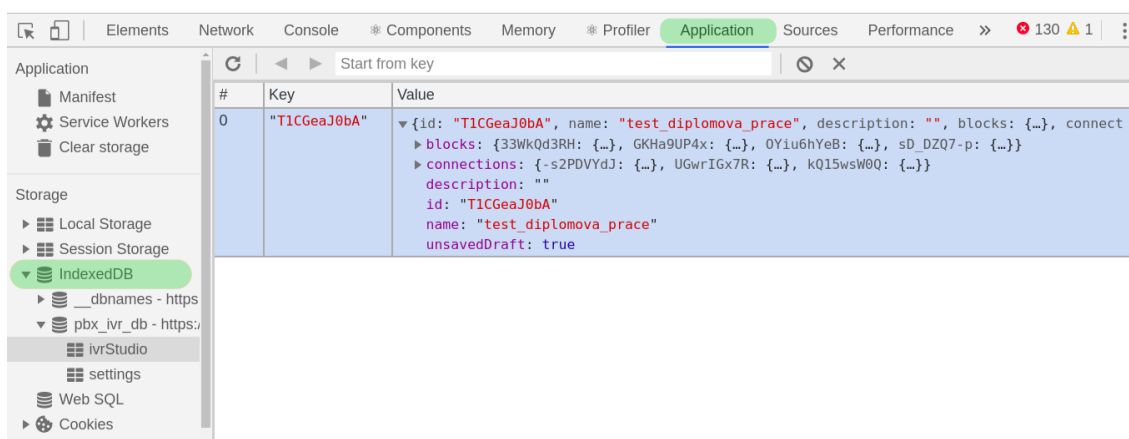 Elements Network Console Components Memory Profiler Application Sources Performance » 130 1
Application
Manifest
Service Workers
Clear storage
Storage
Local Storage
Session Storage
IndexedDB
__dbnames - https
pbx_ivr_db - https:/
ivrStudio
settings
Web SQL
Cookies
Start from key
# Key Value
0 "T1CGeaJ0bA" {id: "T1CGeaJ0bA", name: "test_diplomova_prace", description: "", blocks: {…}, connect
blocks: {33WkQd3RH: {…}, GKHa9UP4x: {…}, OYiu6hYeB: {…}, sD_DZQ7-p: {…}}
connections: {-s2PDVYdJ: {…}, UGwrIGx7R: {…}, kQ15wsW0Q: {…}}
description: ""
id: "T1CGeaJ0bA"
name: "test_diplomova_prace"
unsavedDraft: true